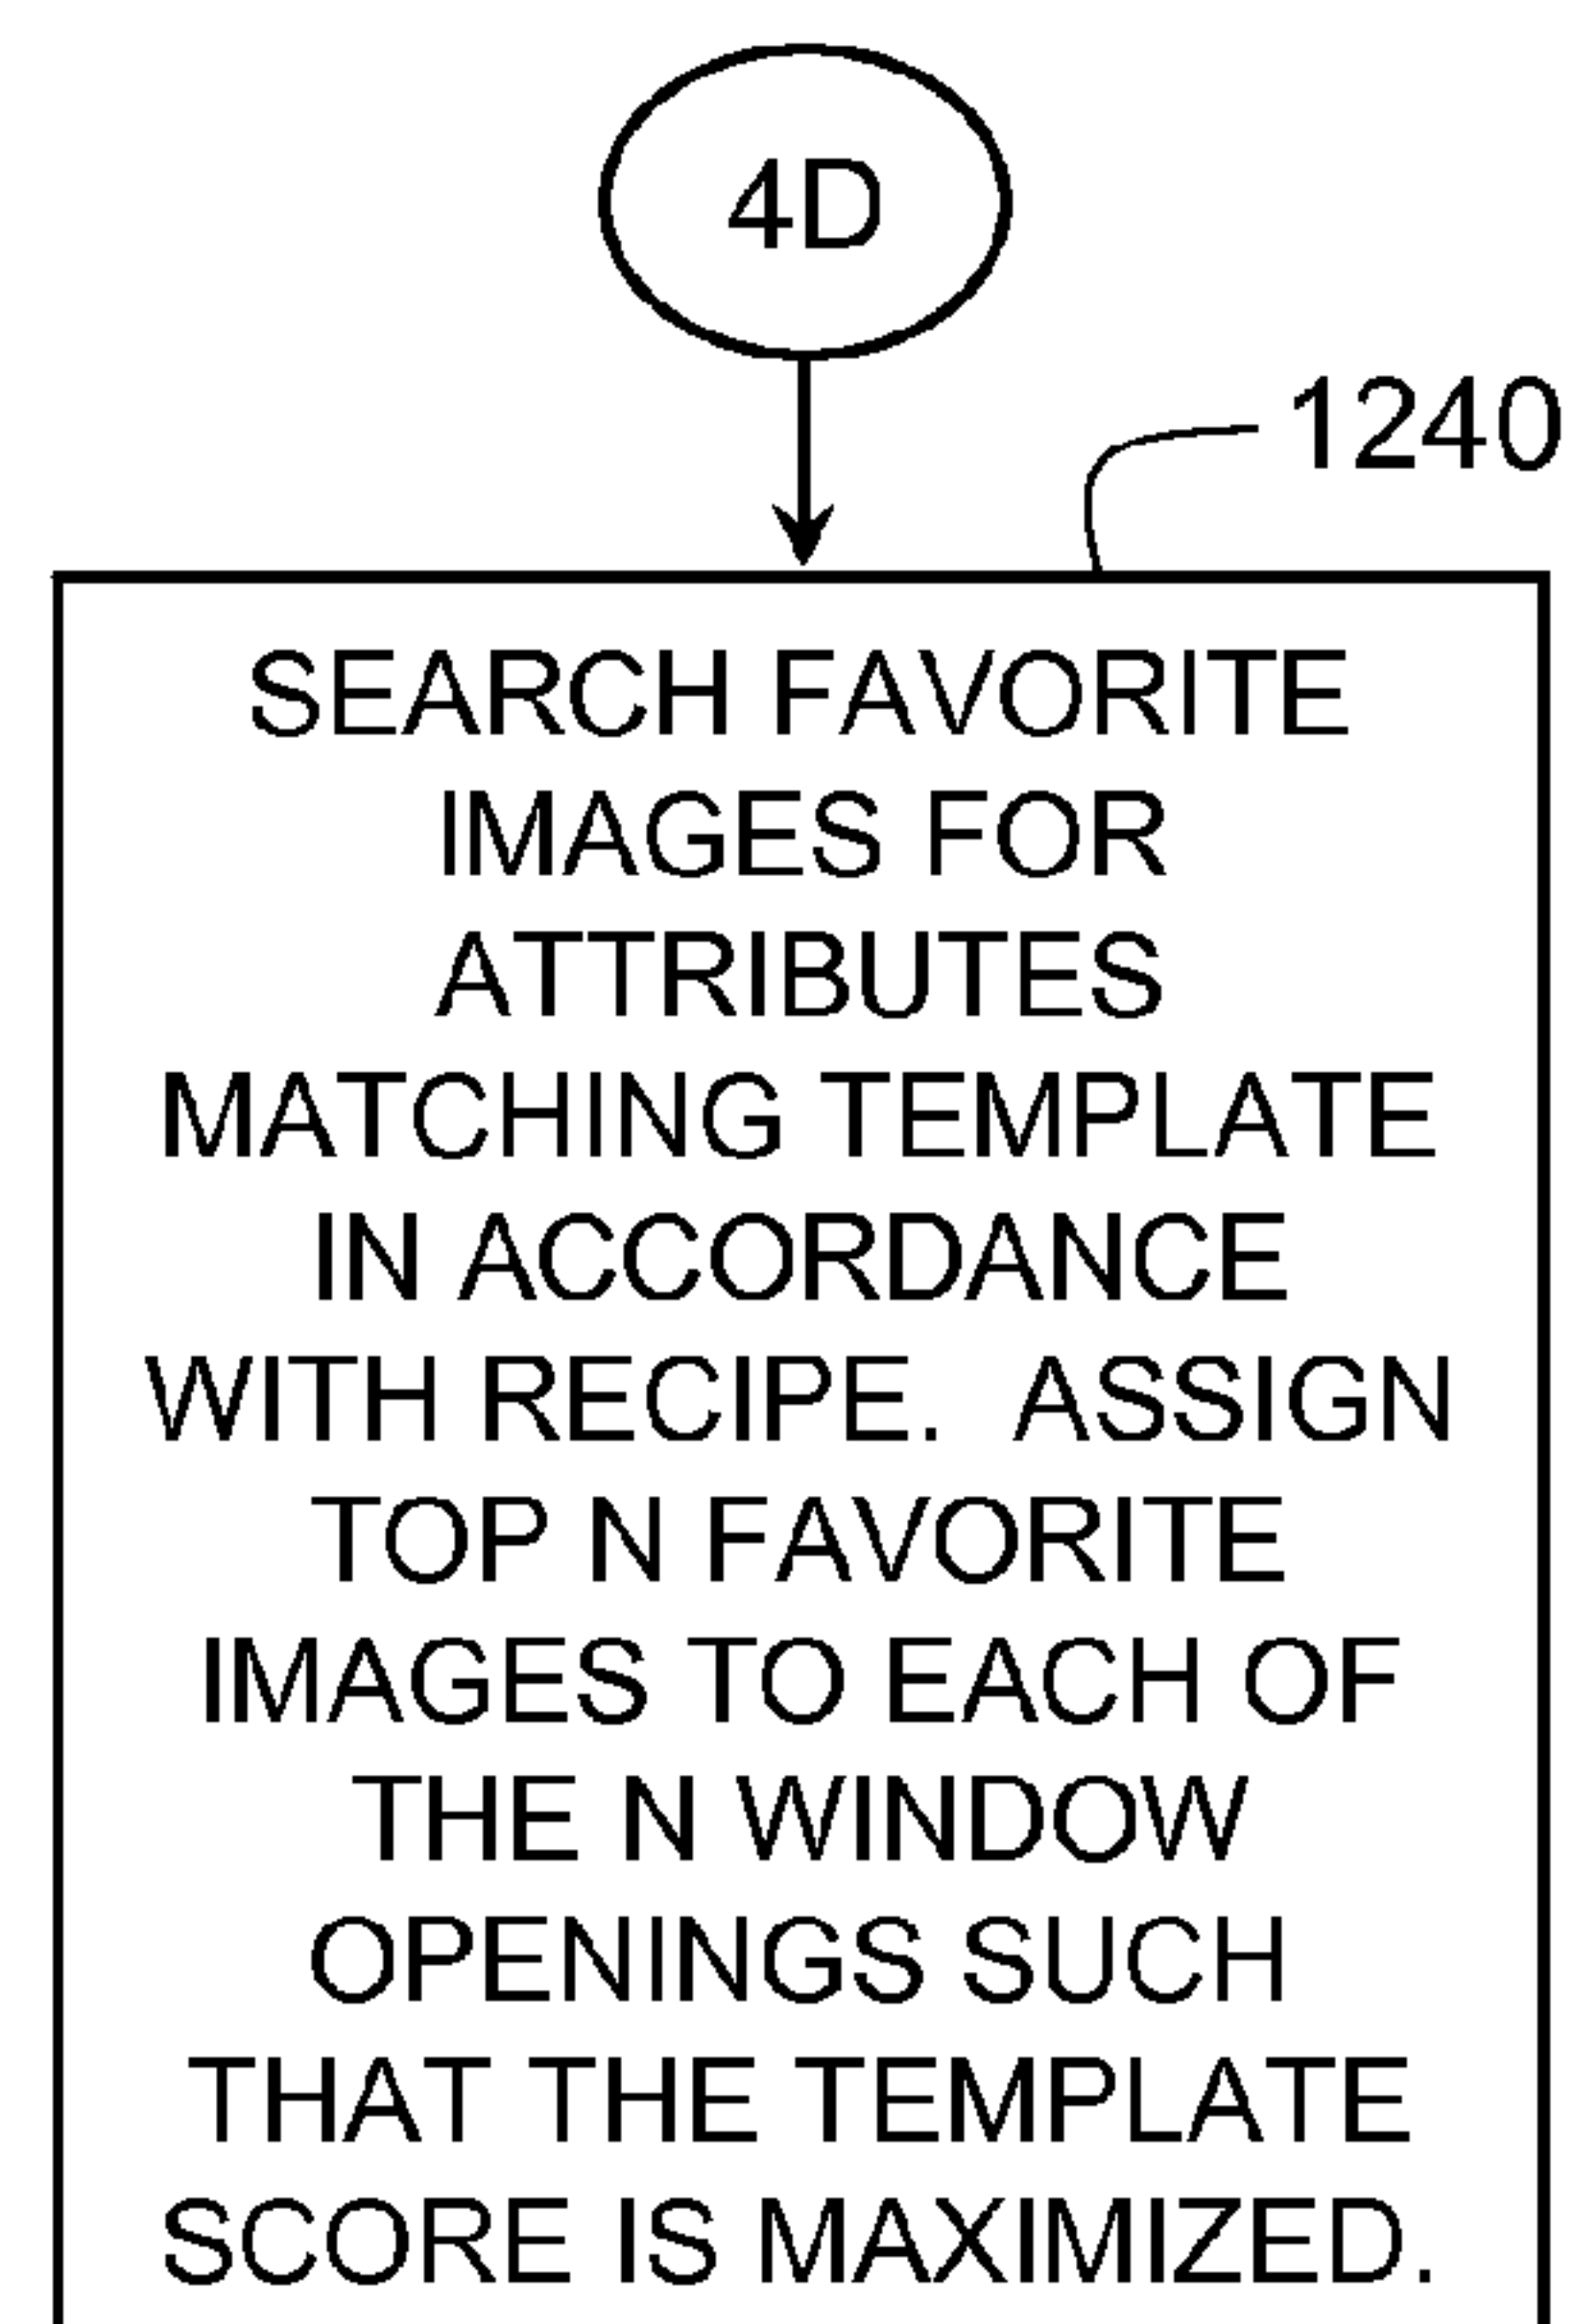 4D
1240
SEARCH FAVORITE
IMAGES FOR
ATTRIBUTES
MATCHING TEMPLATE
IN ACCORDANCE
WITH RECIPE.  ASSIGN
TOP N FAVORITE
IMAGES TO EACH OF
THE N WINDOW
OPENINGS SUCH
THAT THE TEMPLATE
SCORE IS MAXIMIZED.